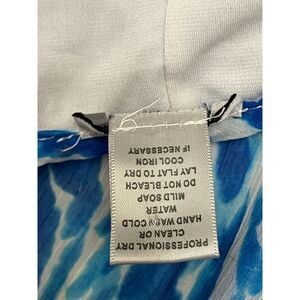 PROFESSIONAL DRY
CLEAN OR
HAND WASH COLD
WATER
MILD SOAP
DO NOT BLEACH
LAY FLAT TO DRY
COOL IRON
IF NECESSARY